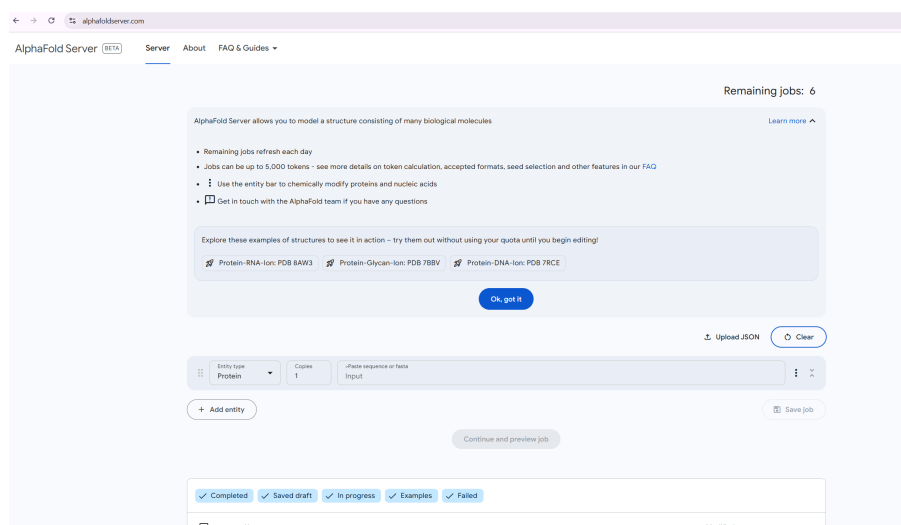 alphafoldserver.com
AlphaFold Server BETA Server About FAQ & Guides
Remaining jobs: 6
AlphaFold Server allows you to model a structure consisting of many biological molecules Learn more
• Remaining jobs refresh each day
• Jobs can be up to 5,000 tokens - see more details on token calculation, accepted formats, seed selection and other features in our FAQ
• Use the entity bar to chemically modify proteins and nucleic acids
• Get in touch with the AlphaFold team if you have any questions
Explore these examples of structures to see it in action – try them out without using your quota until you begin editing!
Protein-RNA-Ion: PDB 8AW3 Protein-Glycan-Ion: PDB 7BBV Protein-DNA-Ion: PDB 7RCE
Ok, got it
Upload JSON Clear
Entity type Copies >Paste sequence or fasta
Protein 1 Input
+ Add entity Save job
Continue and preview job
Completed Saved draft In progress Examples Failed